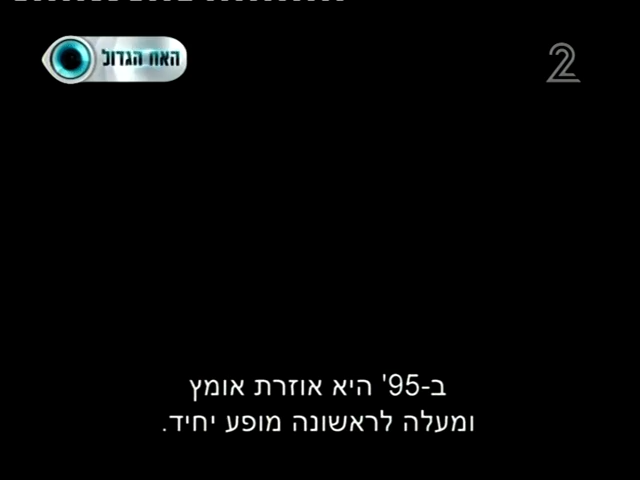 האח הגדול
2
ב-95' היא אוזרת אומץ
ומעלה לראשונה מופע יחיד.